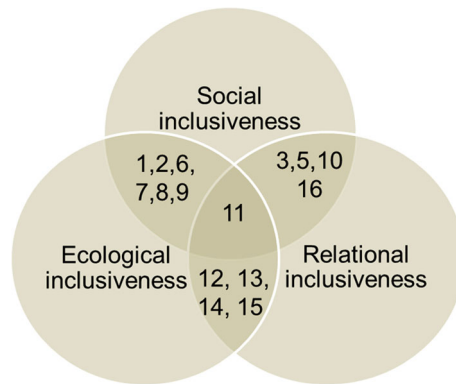 Social
inclusiveness
1,2,6,
7,8,9
3,5,10
16
11
Ecological
inclusiveness
Relational
inclusiveness
12, 13,
14, 15